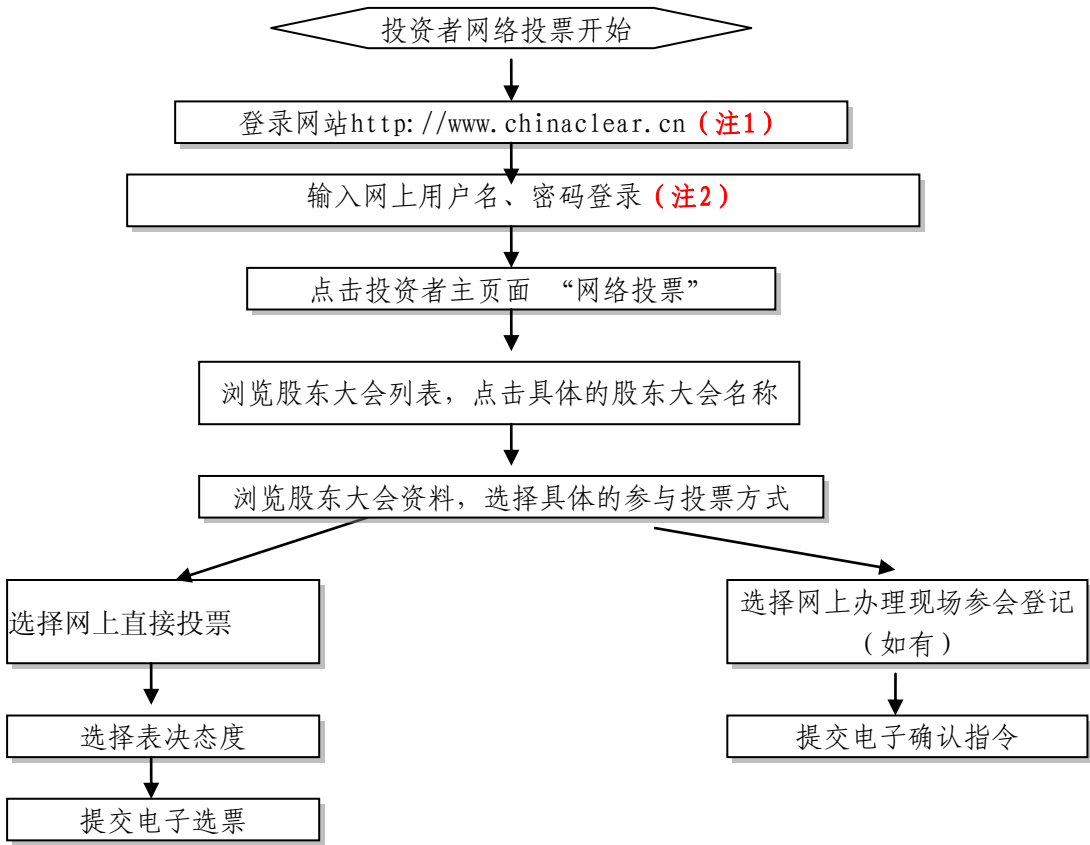 投资者网络投票开始
登录网站http://www.chinaclear.cn（注1）
输入网上用户名、密码登录（注2）
点击投资者主页面 “网络投票”
浏览股东大会列表，点击具体的股东大会名称
浏览股东大会资料，选择具体的参与投票方式
选择网上直接投票
选择表决态度
提交电子选票
选择网上办理现场参会登记
（如有）
提交电子确认指令